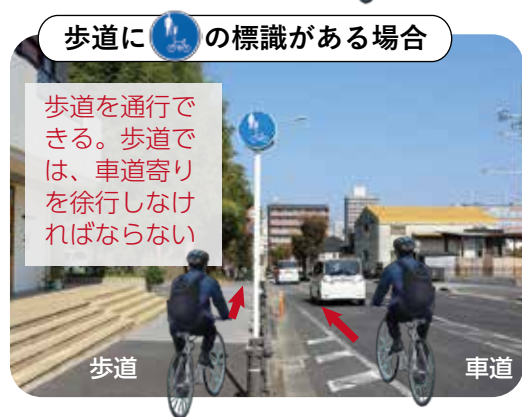 歩道に の標識がある場合
歩道を通行で
きる。歩道で
は、車道寄り
を徐行しなけ
ればならない
歩道
車道